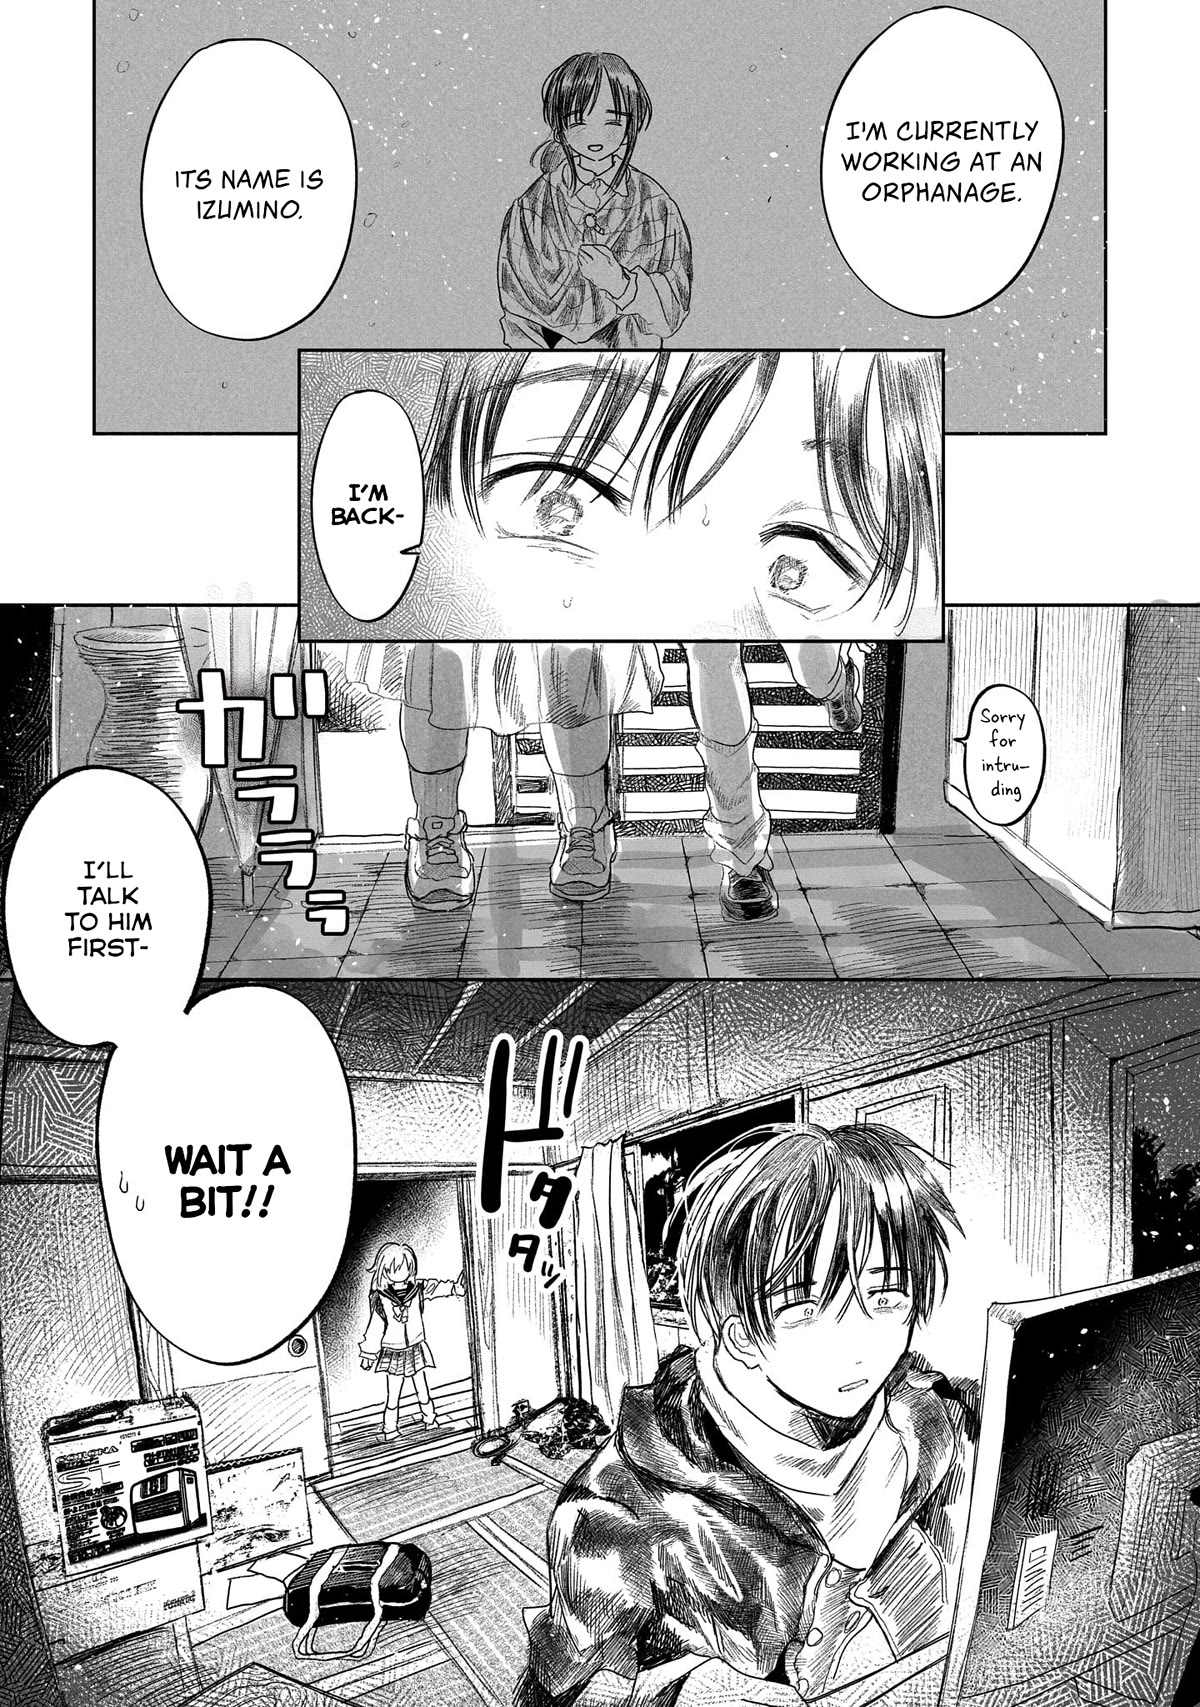 I'M CURRENTLY
WORKING AT AN
ORPHANAGE.
ITS NAME IS
IZUMINO.
I'M
BACK-
ガラララ
Sorry
for
intru-
ding
I'LL
TALK
TO HIM
FIRST-
WAIT A
BIT!!
ドタタッ
CORONA